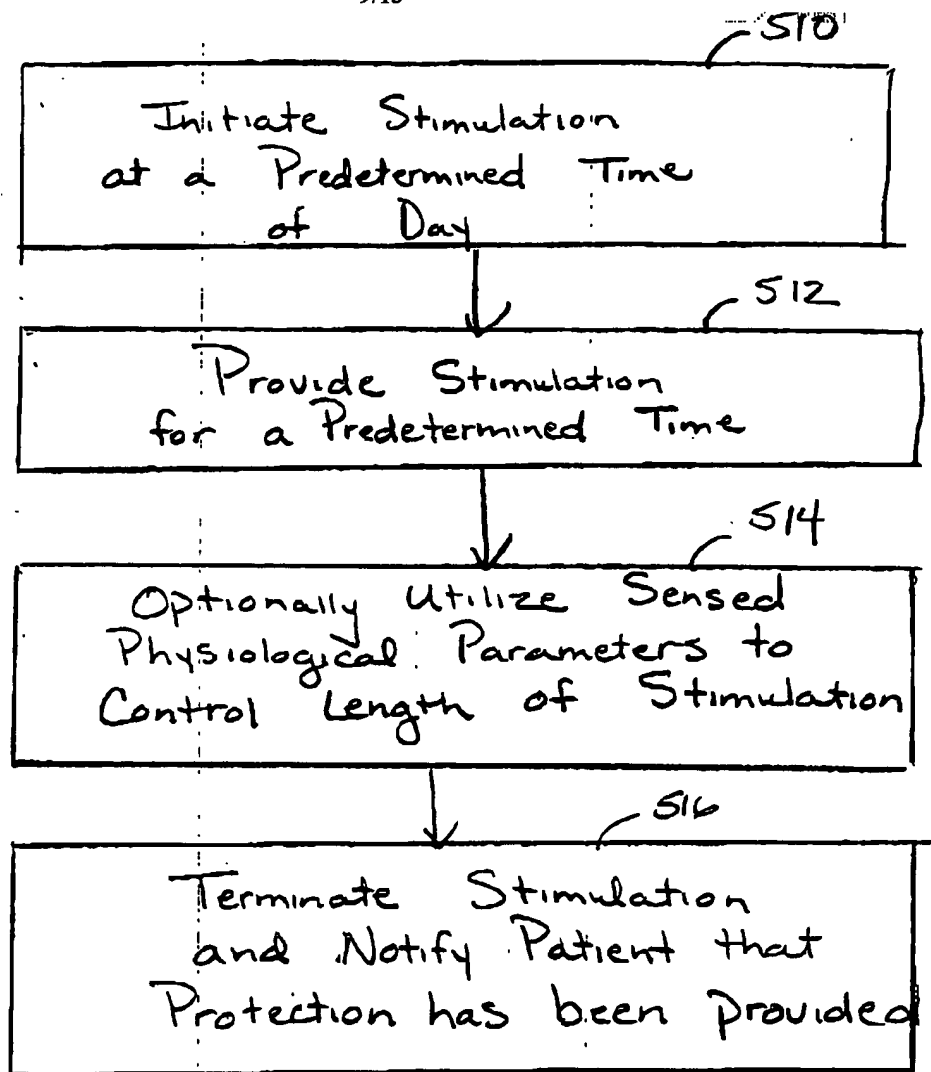 510
Initiate Stimulation
at a Predetermined Time
of Day
512
Provide Stimulation
for a Predetermined Time
514
Optionally Utilize Sensed
Physiological Parameters to
Control Length of Stimulation
516
Terminate Stimulation
and Notify Patient that
Protection has been provided